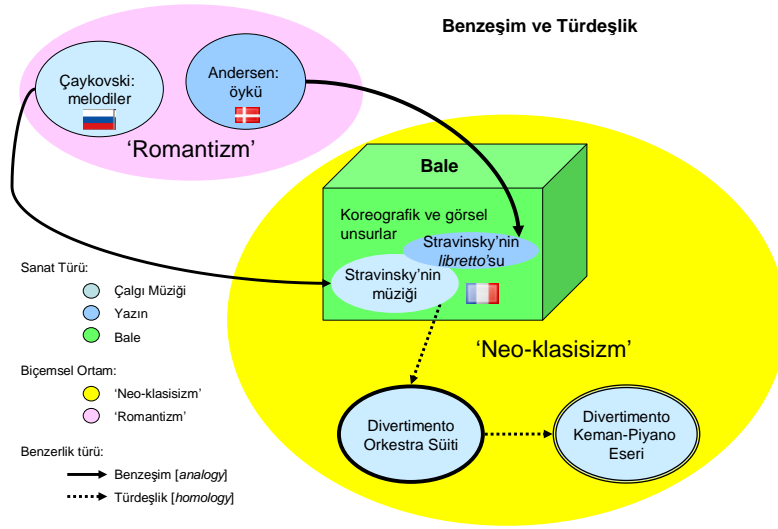 Benzeşim ve Türdeşlik
Çaykovski:
melodiler
Andersen:
öykü
‘Romantizm’
Bale
Koreografik ve görsel
unsurlar
Stravinsky’nin
libretto’su
Stravinsky’nin
müziği
‘Neo-klasisizm’
Divertimento
Orkestra Süiti
Divertimento
Keman-Piyano
Eseri
Sanat Türü:
Çalgı Müziği
Yazın
Bale
Biçemsel Ortam:
‘Neo-klasisizm’
‘Romantizm’
Benzerlik türü:
Benzeşim [analogy]
Türdeşlik [homology]